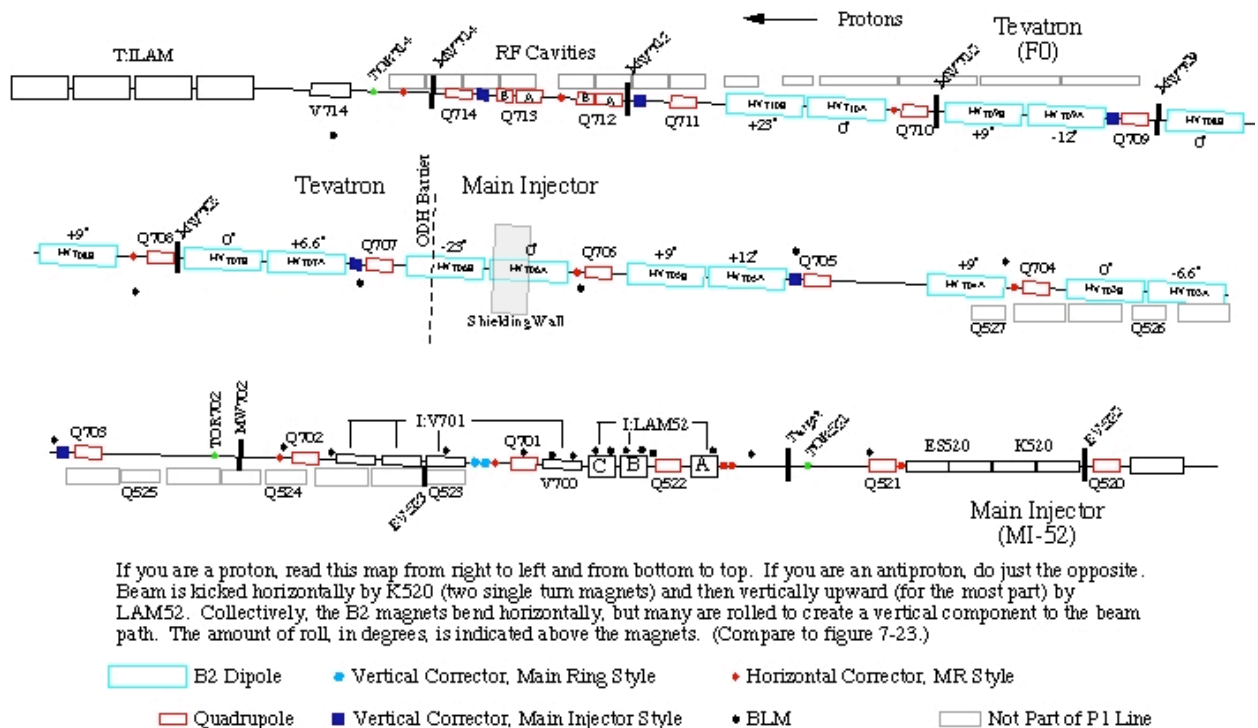 Protons
Tevatron
(F0)
T:ILAM
RF Cavities
TOR714
MW714
MW712
MW710
MW709
V714
Q714
Q713
B
A
Q712
B
A
Q711
+23°
0°
Q710
+9°
-12°
Q709
0°
Tevatron
ODH Barrier
Main Injector
+9°
Q708
0°
+6.6°
Q707
-23°
0°
Q706
+9°
+12°
Q705
+9°
Q704
0°
-6.6°
Shielding Wall
Q527
Q526
Q703
TOR702
MW702
Q702
I:V701
Q701
I:LAM52
Target
ES520
K520
C
B
A
Q525
Q524
Q523
V700
Q522
Q521
Q520
Main Injector
(MI-52)
If you are a proton, read this map from right to left and from bottom to top. If you are an antiproton, do just the opposite.
Beam is kicked horizontally by K520 (two single turn magnets) and then vertically upward (for the most part) by
LAM52. Collectively, the B2 magnets bend horizontally, but many are rolled to create a vertical component to the beam
path. The amount of roll, in degrees, is indicated above the magnets. (Compare to figure 7-23.)
B2 Dipole
Vertical Corrector, Main Ring Style
Horizontal Corrector, MR Style
Quadrupole
Vertical Corrector, Main Injector Style
BLM
Not Part of P1 Line